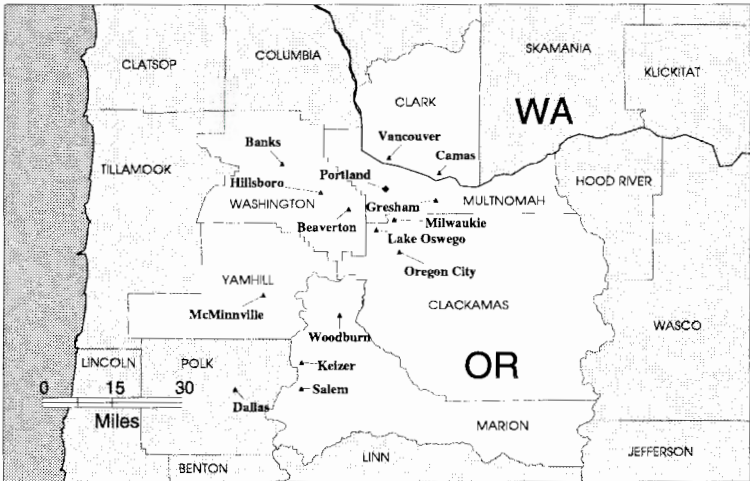 SKAMANIA
COLUMBIA
CLATSOP
KLICKITAT
CLARK
WA
Vancouver
Banks
Camas
TILLAMOOK
Portland
HOOD RIVER
Hillsboro
WASHINGTON
Gresham
MULTNOMAH
Beaverton
Milwaukie
Lake Oswego
Oregon City
YAMHILL
CLACKAMAS
McMinnville
WASCO
Woodburn
LINCOLN
POLK
Keizer
OR
0 15 30
Salem
Dallas
Miles
MARION
JEFFERSON
LINN
BENTON